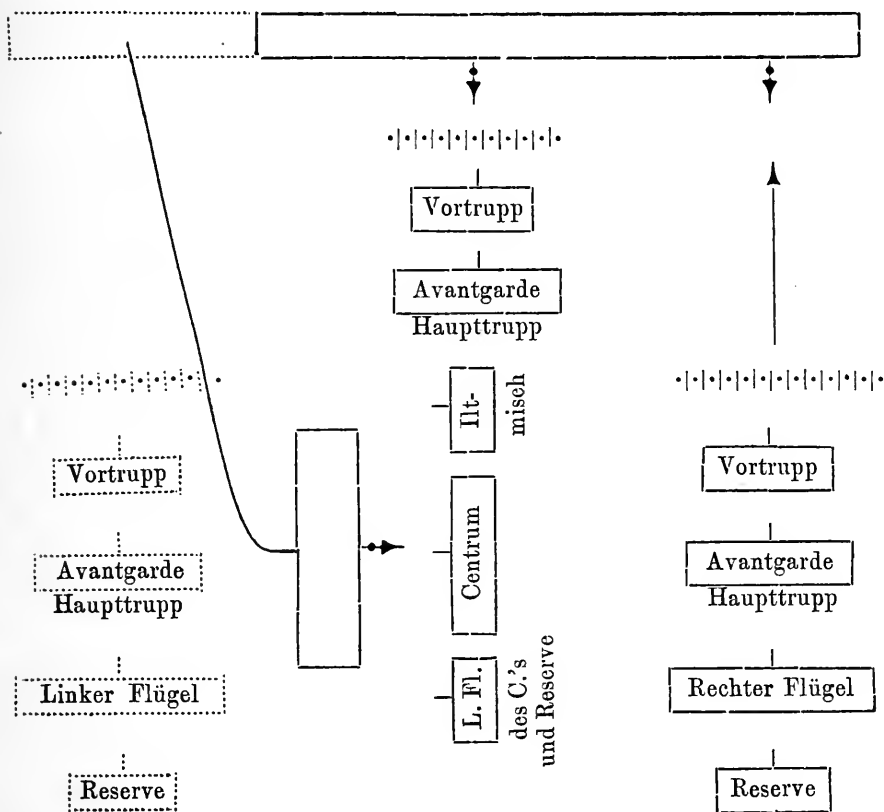 Vortrupp
Avantgarde
Haupttrupp
Vortrupp
Avantgarde
Haupttrupp
Linker Flügel
Reserve
Ilt-
misch
Centrum
L. Fl.
des C.'s
und Reserve
Vortrupp
Avantgarde
Haupttrupp
Rechter Flügel
Reserve